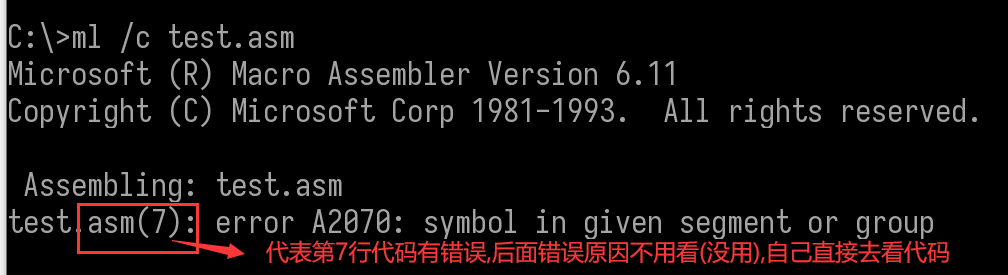 C:\>ml /c test.asm
Microsoft (R) Macro Assembler Version 6.11
Copyright (C) Microsoft Corp 1981-1993.  All rights reserved.
Assembling: test.asm
test.asm(7): error A2070: symbol in given segment or group
代表第7行代码有错误,后面错误原因不用看(没用),自己直接去看代码